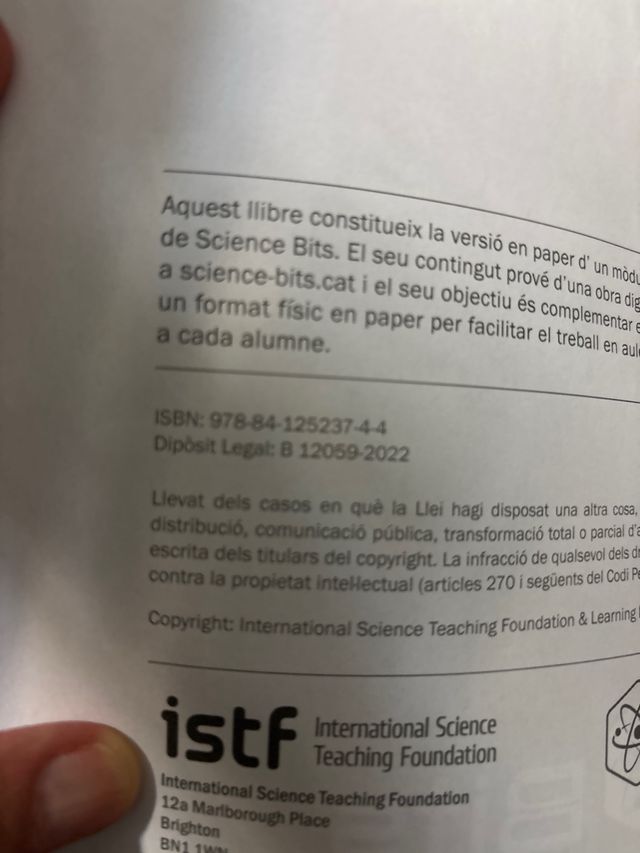 Aquest llibre constitueix la versió en paper d' un
de Science Bits. El seu contingut prové d'una obra
a science-bits.cat i el seu objectiu és complementar
un format físic en paper per facilitar el treball en
a cada alumne.
ISBN: 978-84-125237-4-4
Dipòsit Legal: B 12059-2022
Llevat dels casos en què la Llei hagi disposat una altra cosa,
distribució, comunicació pública, transformació total o parcial
escrita dels titulars del copyright. La infracció de qualsevol dels
contra la propietat intel·lectual (articles 270 i següents del Codi
Copyright: International Science Teaching Foundation & Learning
istf International Science
Teaching Foundation
International Science Teaching Foundation
12a Marlborough Place
Brighton
BN1